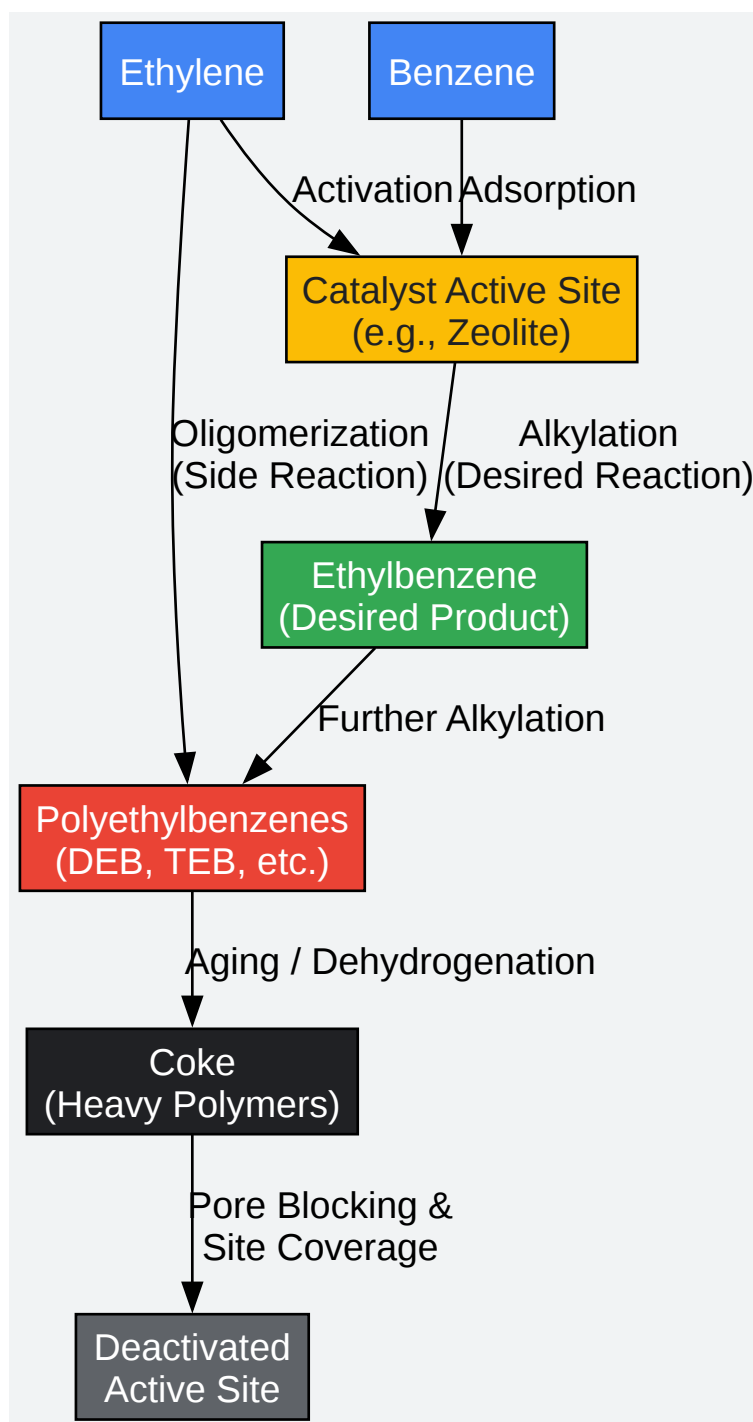 Ethylene
Benzene
Activation
Adsorption
Catalyst Active Site
(e.g., Zeolite)
Oligomerization
(Side Reaction)
Alkylation
(Desired Reaction)
Ethylbenzene
(Desired Product)
Further Alkylation
Polyethylbenzenes
(DEB, TEB, etc.)
Aging / Dehydrogenation
Coke
(Heavy Polymers)
Pore Blocking &
Site Coverage
Deactivated
Active Site